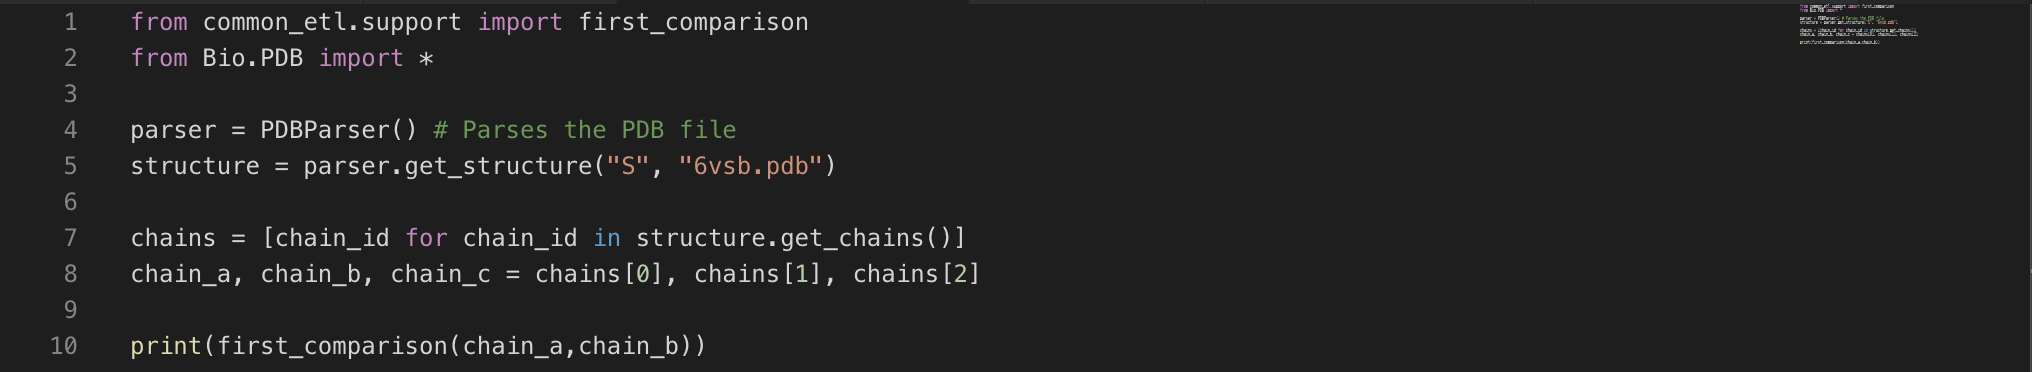 1 from common_etl.support import first_comparison
2 from Bio.PDB import *
3
4 parser = PDBParser() # Parses the PDB file
5 structure = parser.get_structure("S", "6vsb.pdb")
6
7 chains = [chain_id for chain_id in structure.get_chains()]
8 chain_a, chain_b, chain_c = chains[0], chains[1], chains[2]
9
10 print(first_comparison(chain_a,chain_b))